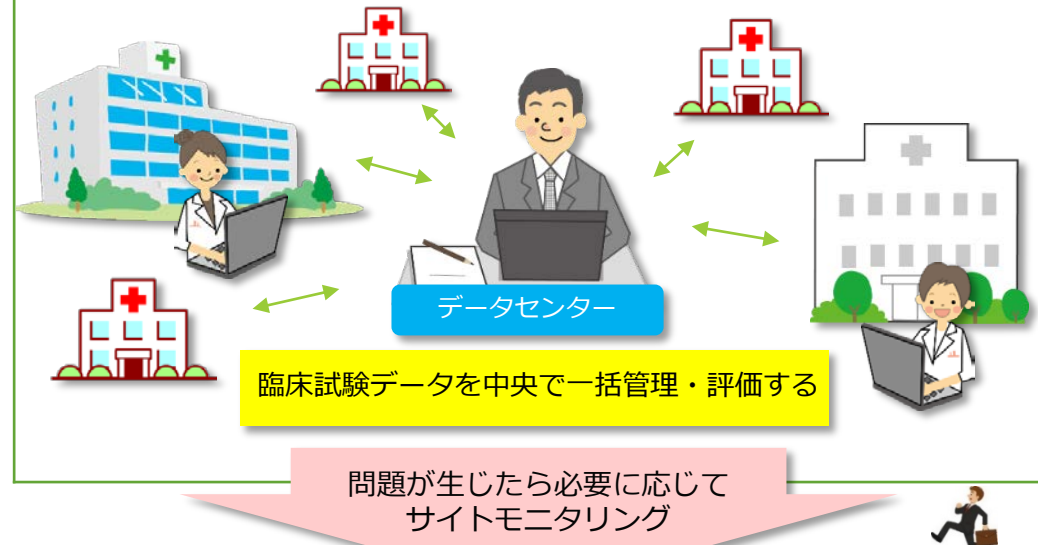 データセンター
臨床試験データを中央で一括管理・評価する
問題が生じたら必要に応じて
サイトモニタリング